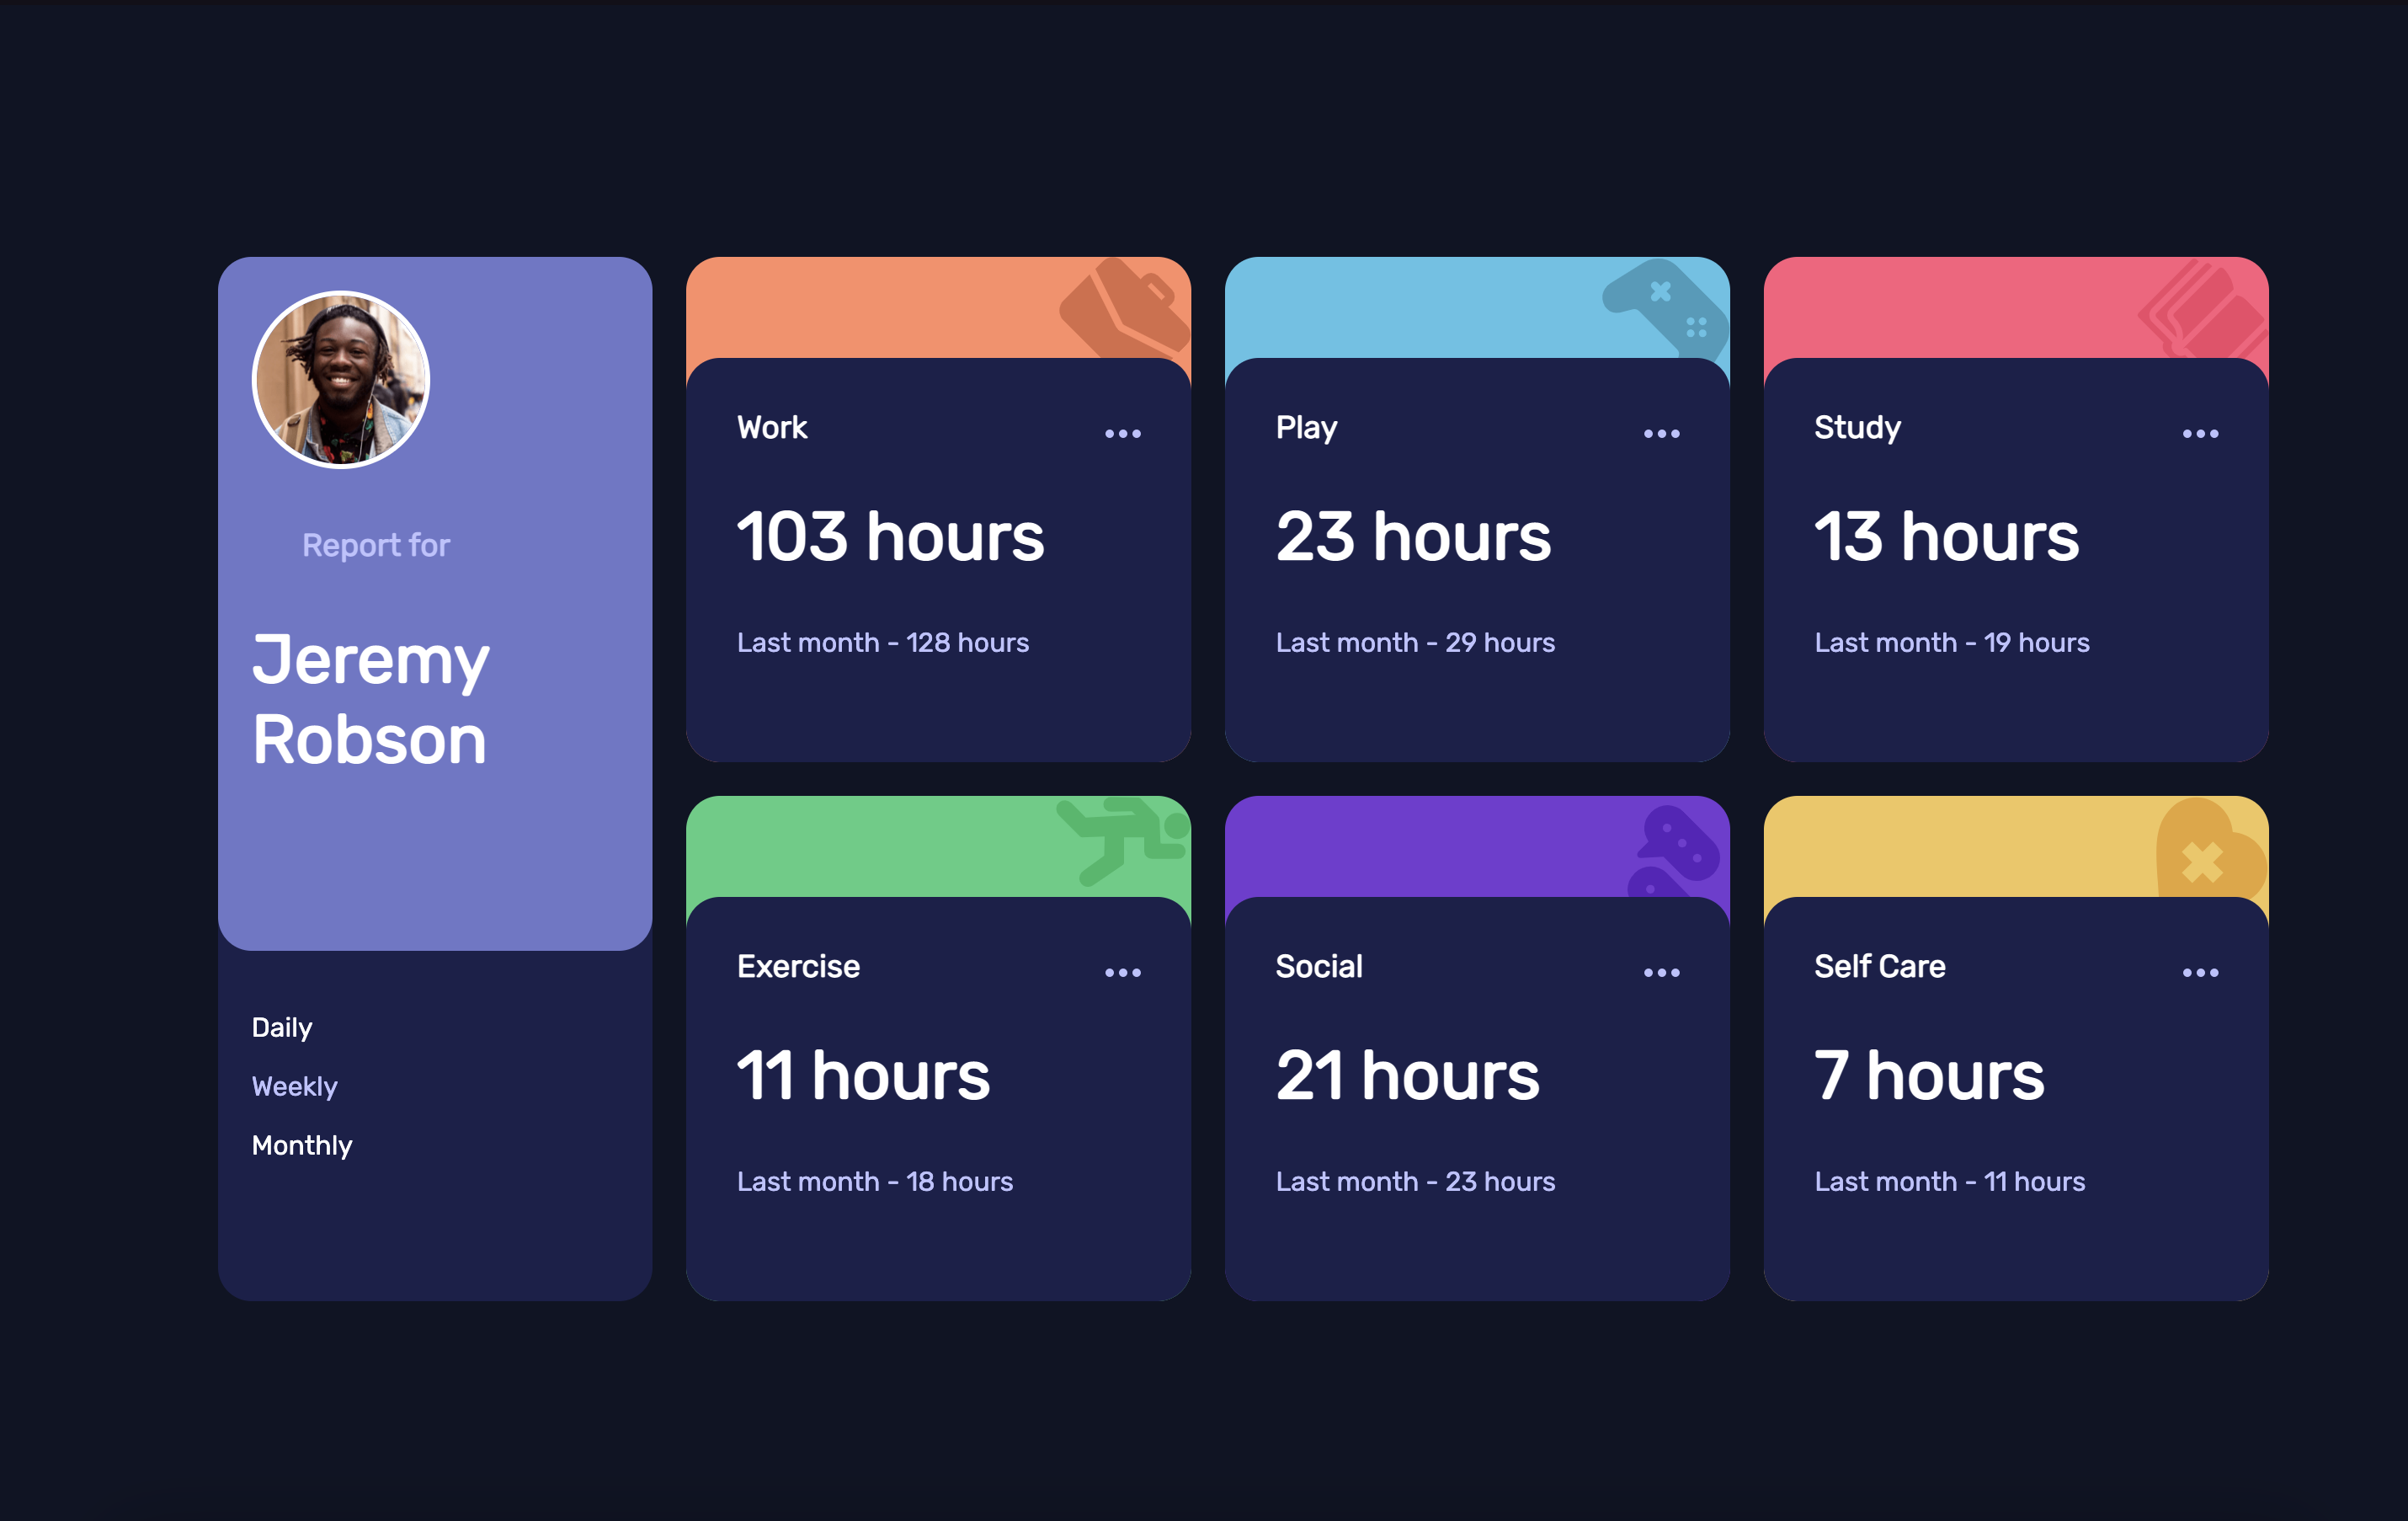 Report for
Jeremy
Robson
Daily
Weekly
Monthly
Work
103 hours
Last month - 128 hours
Play
23 hours
Last month - 29 hours
Study
13 hours
Last month - 19 hours
Exercise
11 hours
Last month - 18 hours
Social
21 hours
Last month - 23 hours
Self Care
7 hours
Last month - 11 hours